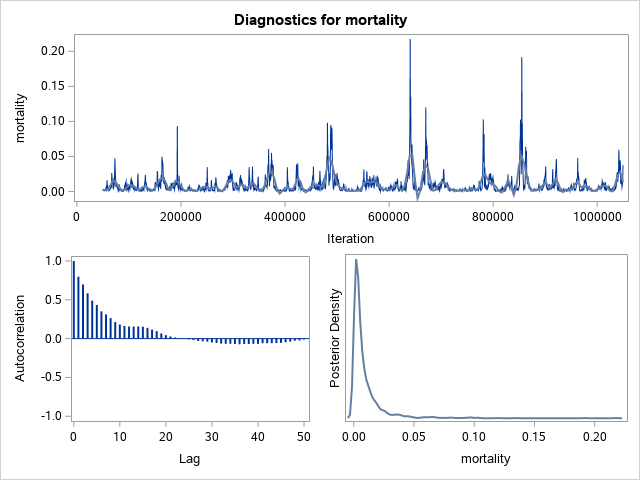 Diagnostics for mortality
mortality
0.20
0.15
0.10
0.05
0.00
0 200000 400000 600000 800000 1000000
Iteration
Autocorrelation
1.0
0.5
0.0
-0.5
-1.0
0 10 20 30 40 50
Lag
Posterior Density
0.00 0.05 0.10 0.15 0.20
mortality